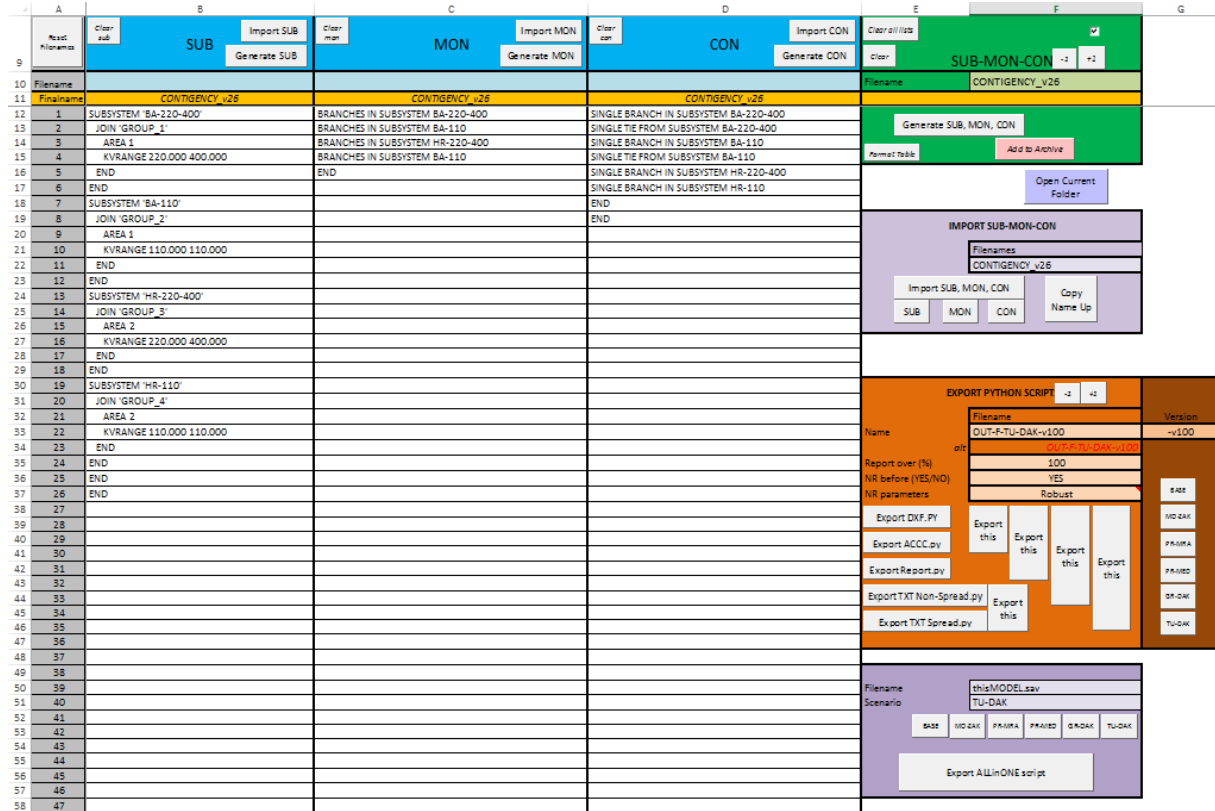 A B C D E F G
9 Reset Filenames Clear sub SUB Import SUB Generate SUB Clear mon MON Import MON Generate MON Clear con CON Import CON Generate CON Clear all lists Clear SUB-MON-CON -1 +1
10 Filename Filename CONTIGENCY_v26
11 Finalname CONTIGENCY_v26 CONTIGENCY_v26 CONTIGENCY_v26
12 1 SUBSYSTEM 'BA-220-400' BRANCHES IN SUBSYSTEM BA-220-400 SINGLE BRANCH IN SUBSYSTEM BA-220-400
13 2 JOIN 'GROUP_1' BRANCHES IN SUBSYSTEM BA-110 SINGLE TIE FROM SUBSYSTEM BA-220-400 Generate SUB, MON, CON
14 3 AREA 1 BRANCHES IN SUBSYSTEM HR-220-400 SINGLE BRANCH IN SUBSYSTEM BA-110 Add to Archive
15 4 KVRANGE 220.000 400.000 BRANCHES IN SUBSYSTEM BA-110 SINGLE TIE FROM SUBSYSTEM BA-110 Format Table
16 5 END END SINGLE BRANCH IN SUBSYSTEM HR-220-400
17 6 END SINGLE BRANCH IN SUBSYSTEM HR-110 Open Current Folder
18 7 SUBSYSTEM 'BA-110' END
19 8 JOIN 'GROUP_2' END
20 9 AREA 1 IMPORT SUB-MON-CON
21 10 KVRANGE 110.000 110.000 Filenames
22 11 END CONTIGENCY_v26
23 12 END
24 13 SUBSYSTEM 'HR-220-400' Import SUB, MON, CON Copy Name Up
25 14 JOIN 'GROUP_3' SUB MON CON
26 15 AREA 2
27 16 KVRANGE 220.000 400.000
28 17 END
29 18 END
30 19 SUBSYSTEM 'HR-110' EXPORT PYTHON SCRIPT -1 +1
31 20 JOIN 'GROUP_4'
32 21 AREA 2 Filename Version
33 22 KVRANGE 110.000 110.000 Name OUT-F-TU-DAK-v100 -v100
34 23 END alt OUT-F-TU-DAK-v100
35 24 END Report over (%) 100
36 25 END NR before (YES/NO) YES
37 26 END NR parameters Robust BASE
38 27 Export DXF.PY Export this Export this Export this Export this
39 28 MO-ZAK
40 29 Export ACCC.py
41 30 PR-MRA
42 31 Export Report.py
43 32 PR-MED
44 33 Export TXT Non-Spread.py Export this
45 34 GR-DAK
46 35 Export TXT Spread.py TU-DAK
47 36
48 37
49 38
50 39 Filename thisMODEL.sav
51 40 Scenario TU-DAK
52 41
53 42 BASE MO-ZAK PR-MRA PR-MED GR-DAK TU-DAK
54 43
55 44
56 45 Export ALLinONE script
57 46
58 47